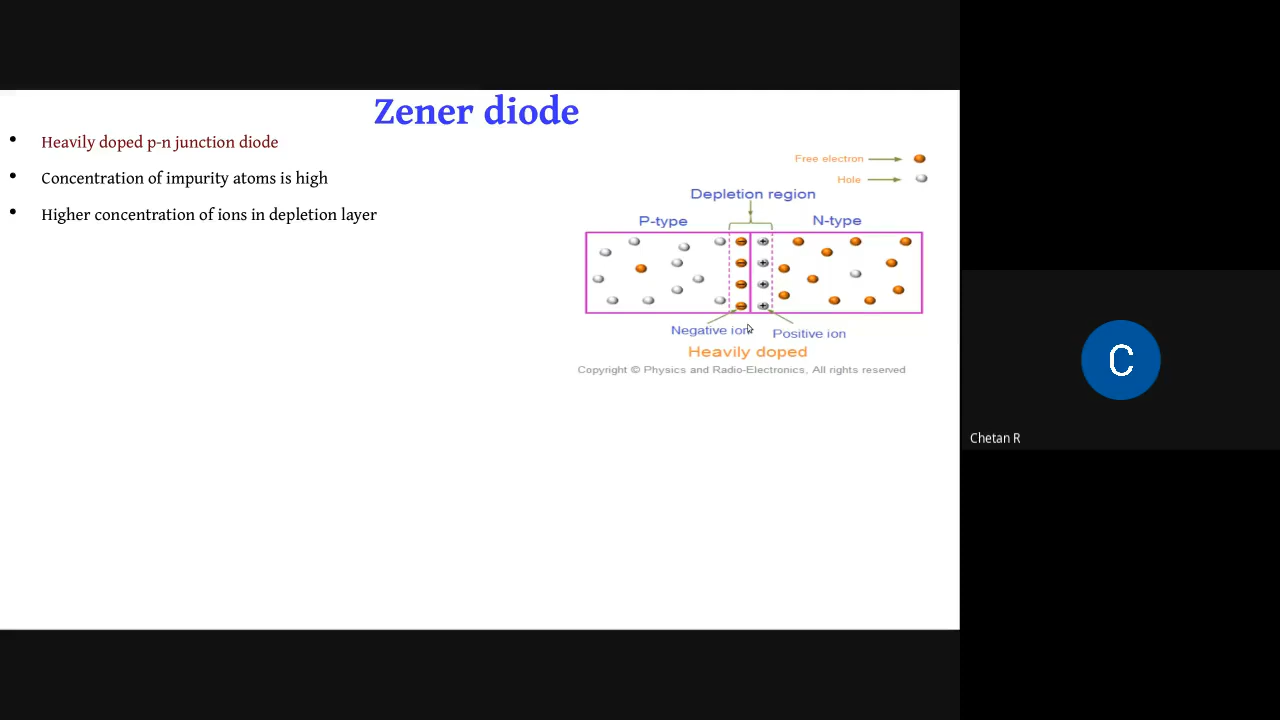 Zener diode
• Heavily doped p-n junction diode
• Concentration of impurity atoms is high
• Higher concentration of ions in depletion layer
Free electron
Hole
Depletion region
P-type
N-type
Negative ion
Positive ion
Heavily doped
Copyright © Physics and Radio-Electronics, All rights reserved
C
Chetan R